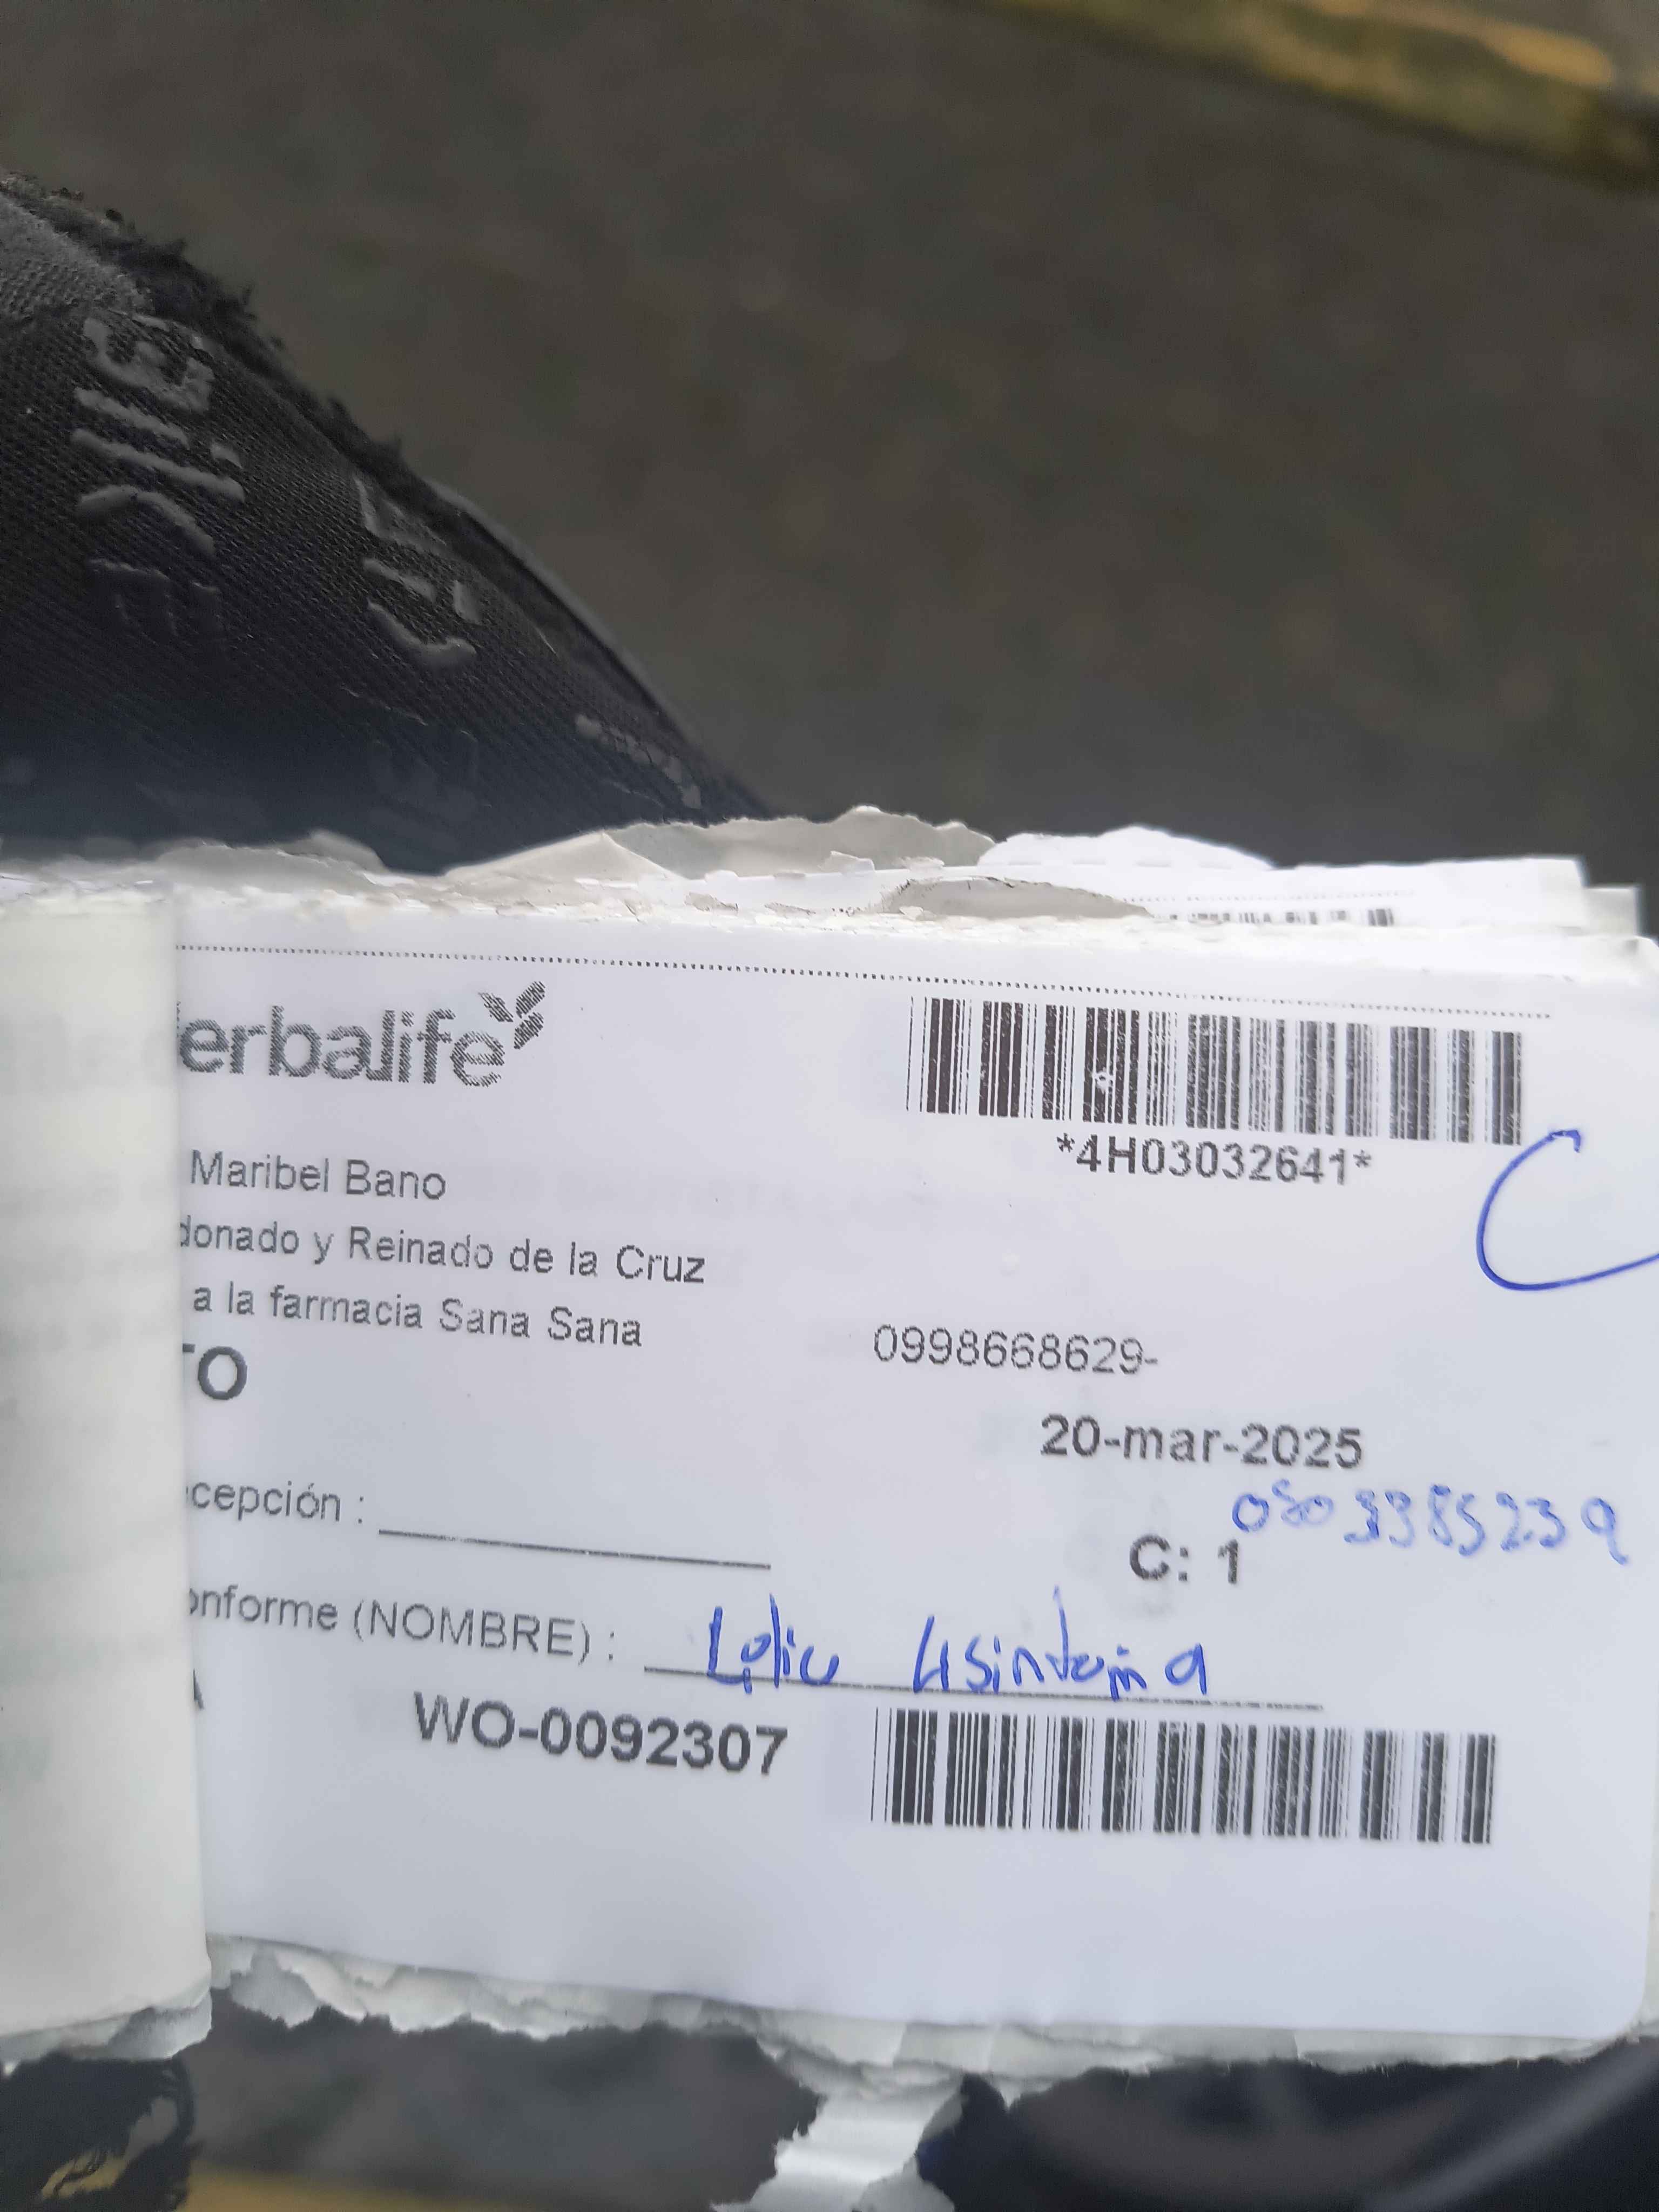 erbalife
*4H03032641*
Maribel Bano
donado y Reinado de la Cruz
a la farmacia Sana Sana
0998668629-
TO
20-mar-2025
cepción :
C: 1
onforme (NOMBRE) :
WO-0092307